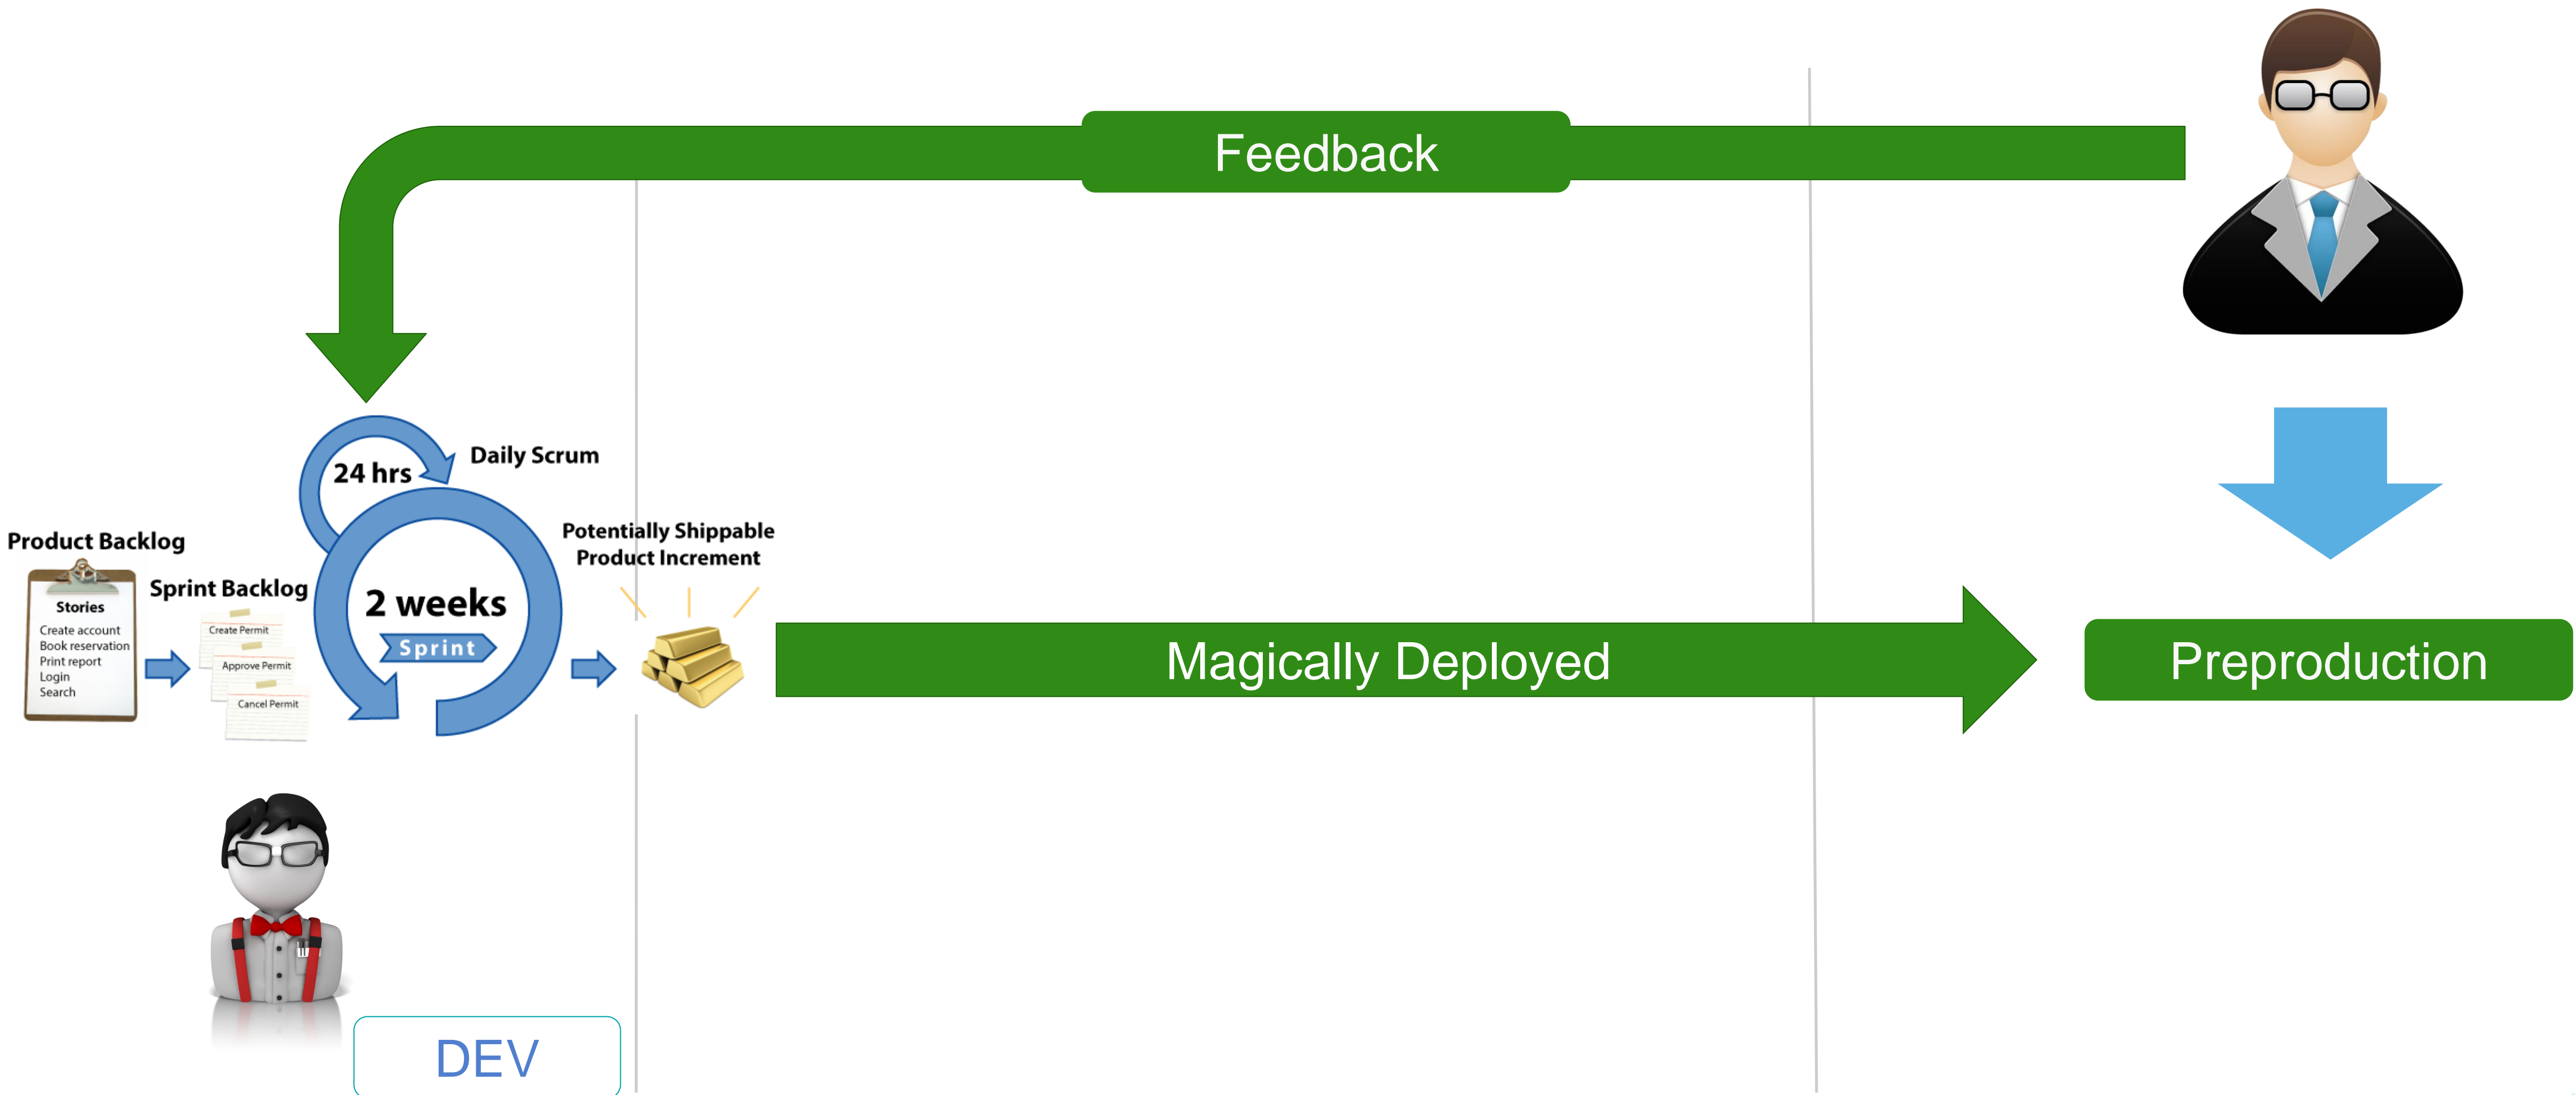 Feedback
24 hrs
Daily Scrum
Product Backlog
Stories
Create account
Book reservation
Print report
Login
Search
Sprint Backlog
Create Permit
Approve Permit
Cancel Permit
2 weeks
Sprint
Potentially Shippable
Product Increment
Magically Deployed
Preproduction
DEV